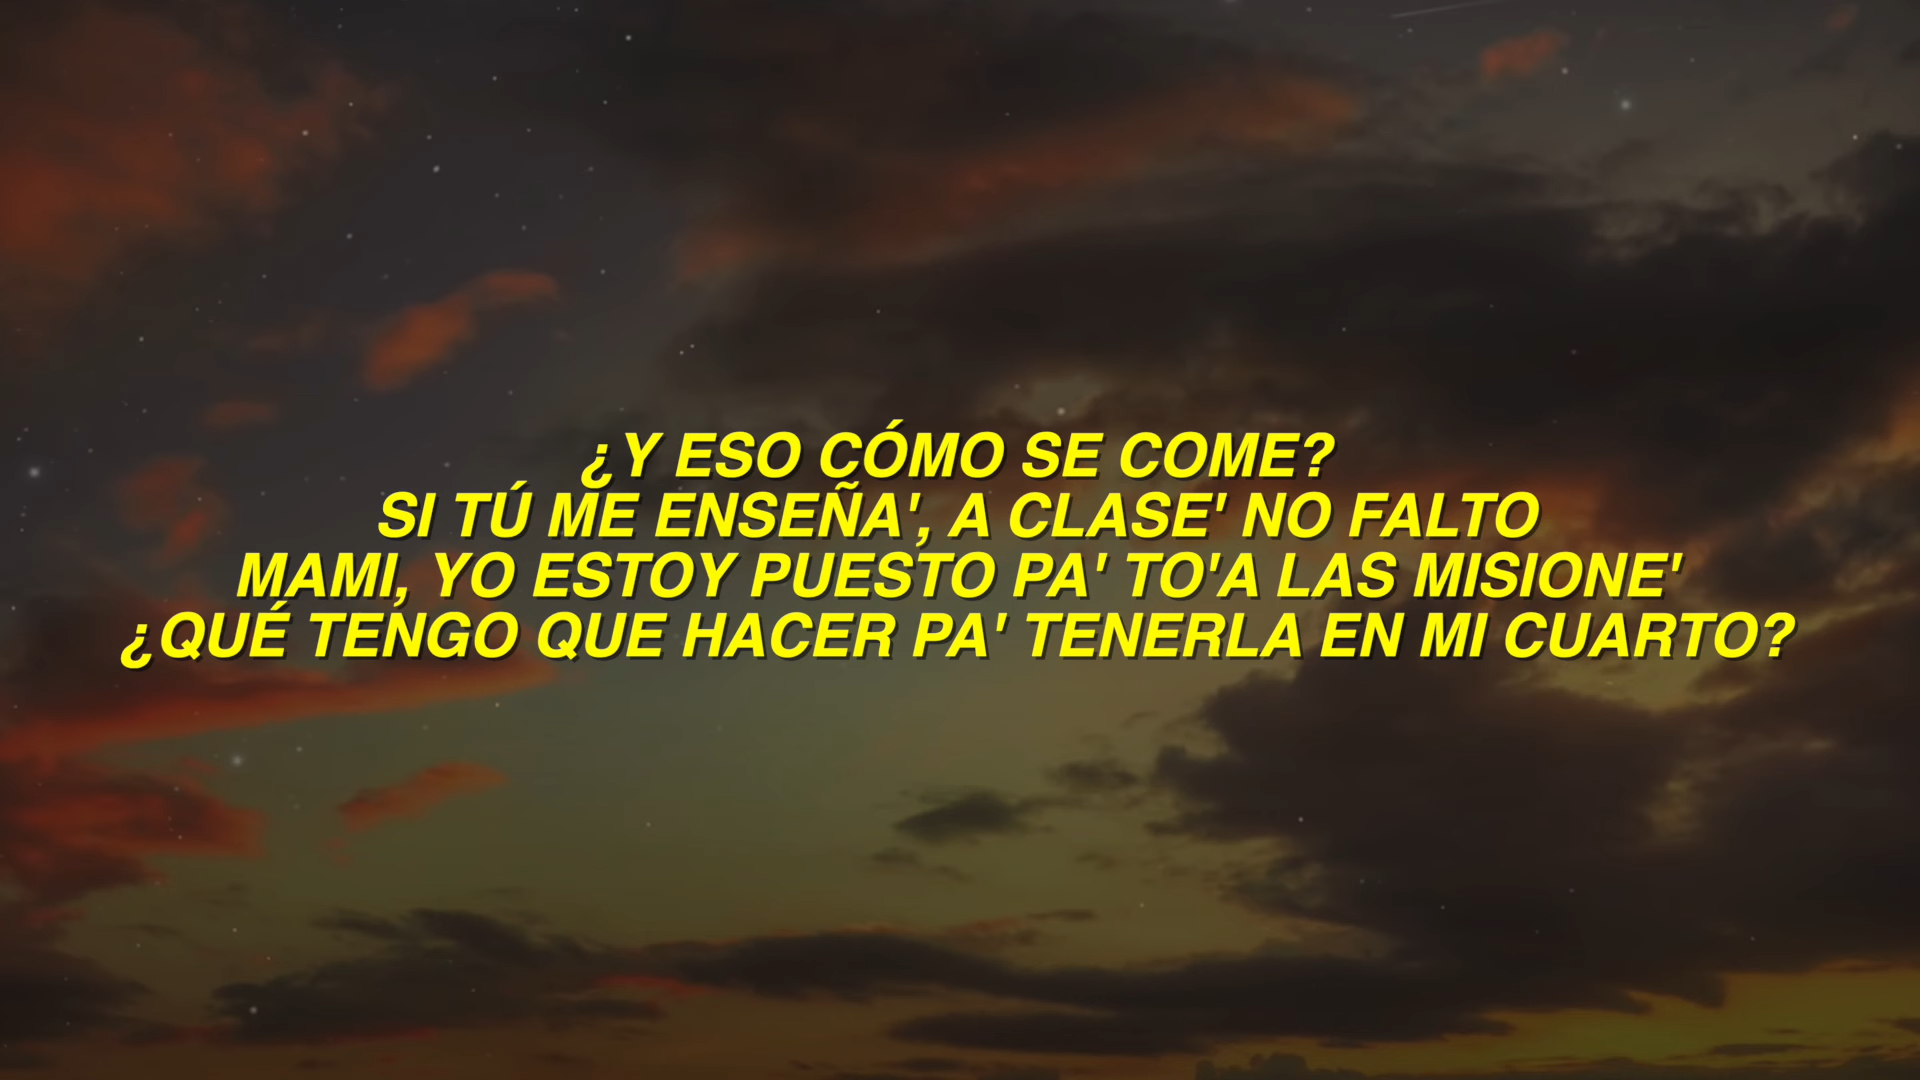 ¿Y ESO CÓMO SE COME?
SI TÚ ME ENSEÑA', A CLASE' NO FALTO
MAMI, YO ESTOY PUESTO PA' TO'A LAS MISIONE'
¿QUÉ TENGO QUE HACER PA' TENERLA EN MI CUARTO?